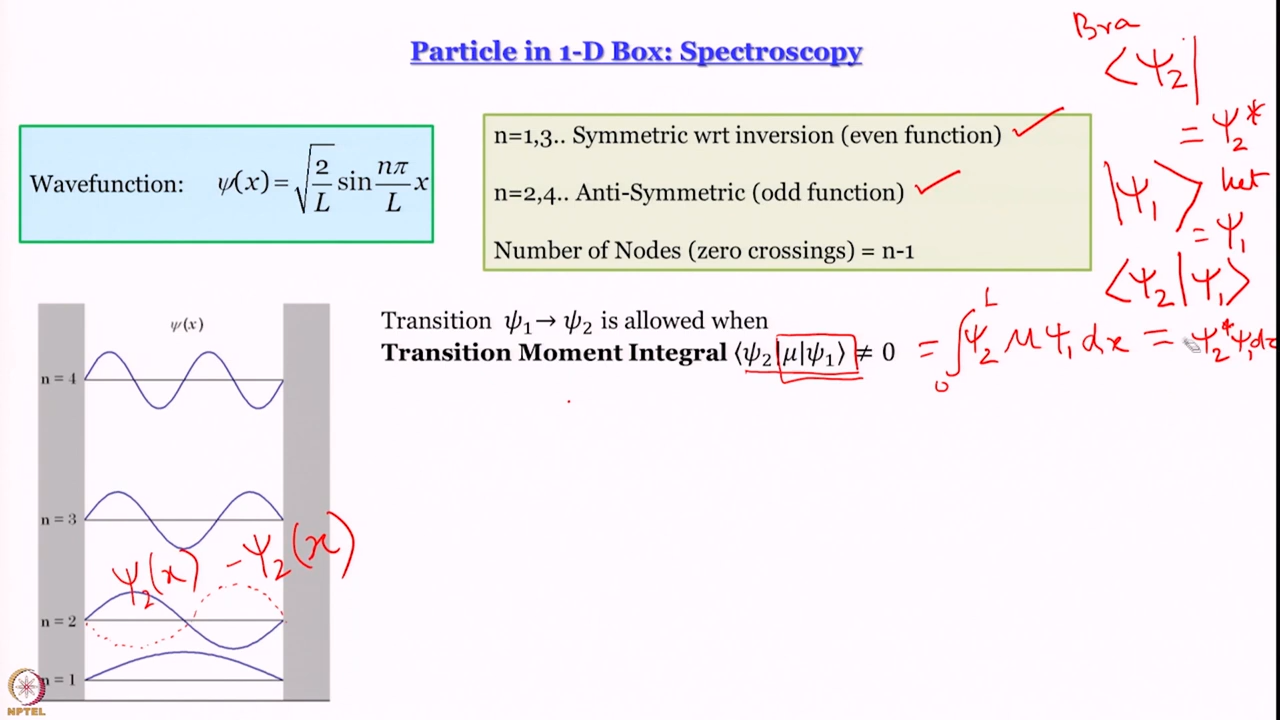 Particle in 1-D Box: Spectroscopy
Wavefunction: ψ(x) = √(2/L) sin (nπ/L) x
n=1,3.. Symmetric wrt inversion (even function) ✓
n=2,4.. Anti-Symmetric (odd function) ✓
Number of Nodes (zero crossings) = n-1
Bra
⟨Ψ₂|
= Ψ₂*
|Ψ₁⟩ ket
= Ψ₁
⟨Ψ₂|Ψ₁⟩
Transition ψ₁→ ψ₂ is allowed when
Transition Moment Integral ⟨ψ₂|μ|ψ₁⟩ ≠ 0 = ∫₀ᴸ Ψ₂ μ Ψ₁ dx = Ψ₂* Ψ₁ dx
ψ(x)
n = 4
n = 3
Ψ₂(x) -Ψ₂(x)
n = 2
n = 1
NPTEL